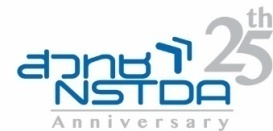 สวทช
NSTDA
25th
Anniversary